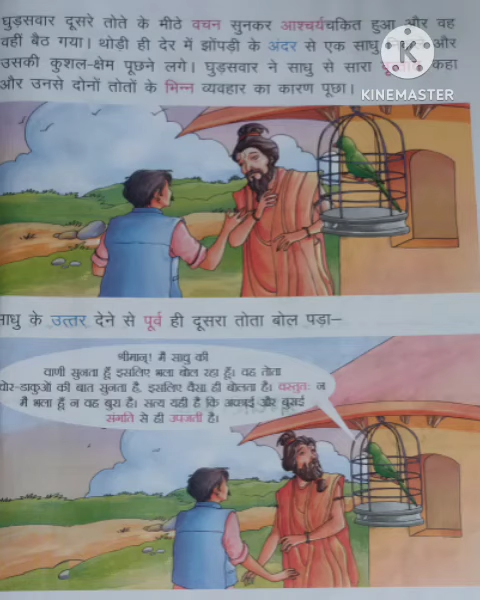 घुड़सवार दूसरे तोते के मीठे वचन सुनकर आश्चर्यचकित हुआ और वह
वहीं बैठ गया। थोड़ी ही देर में झोंपड़ी के अंदर से एक साधु और
उसकी कुशल-क्षेम पूछने लगे। घुड़सवार ने साधु से सारा कहा
और उनसे दोनों तोतों के भिन्न व्यवहार का कारण पूछा।
KINEMASTER
साधु के उत्तर देने से पूर्व ही दूसरा तोता बोल पड़ा–
श्रीमान्! मैं साधु की
वाणी सुनता हूँ इसलिए भला बोल रहा हूँ। वह तोता
चोर-डाकुओं की बात सुनता है, इसलिए वैसा ही बोलता है। वस्तुतः न
मैं भला हूँ न वह बुरा है। सत्य यही है कि अच्छाई और बुराई
संगति से ही उपजती है।